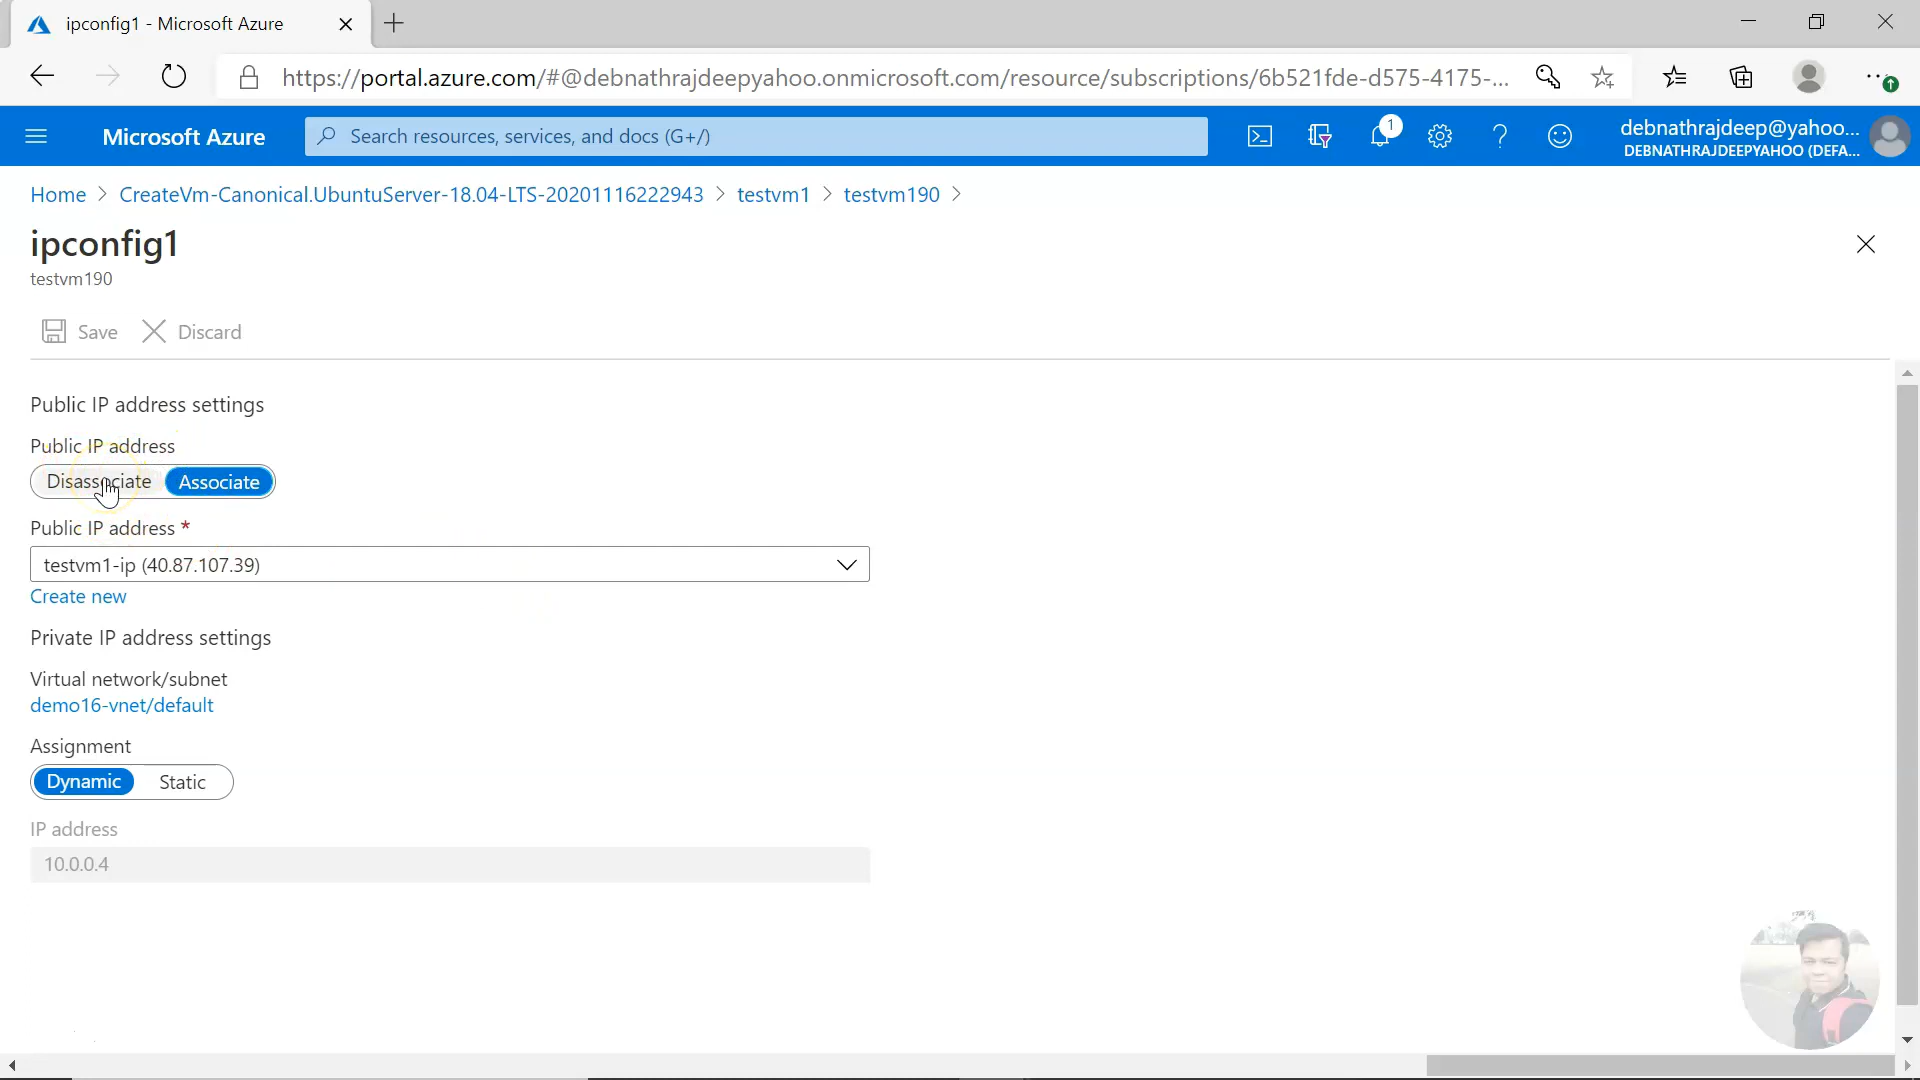 ipconfig1 - Microsoft Azure
https://portal.azure.com/#@debnathrajdeepyahoo.onmicrosoft.com/resource/subscriptions/6b521fde-d575-4175-...
Microsoft Azure
Search resources, services, and docs (G+/)
1
debnathrajdeep@yahoo...
DEBNATHRAJDEEPYAHOO (DEFA...
Home > CreateVm-Canonical.UbuntuServer-18.04-LTS-20201116222943 > testvm1 > testvm190 >
ipconfig1
testvm190
Save Discard
Public IP address settings
Public IP address
Disassociate Associate
Public IP address *
testvm1-ip (40.87.107.39)
Create new
Private IP address settings
Virtual network/subnet
demo16-vnet/default
Assignment
Dynamic Static
IP address
10.0.0.4